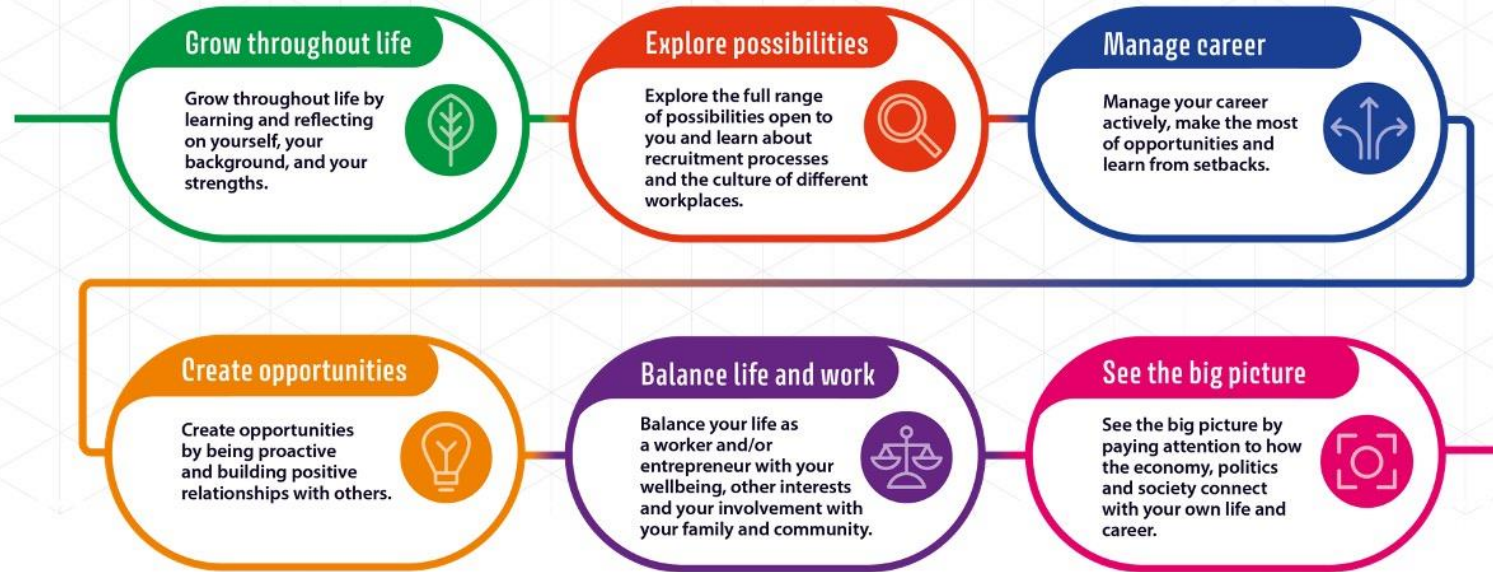 Grow throughout life
Grow throughout life by
learning and reflecting
on yourself, your
background, and your
strengths.
Explore possibilities
Explore the full range
of possibilities open to
you and learn about
recruitment processes
and the culture of different
workplaces.
Manage career
Manage your career
actively, make the most
of opportunities and
learn from setbacks.
Create opportunities
Create opportunities
by being proactive
and building positive
relationships with others.
Balance life and work
Balance your life as
a worker and/or
entrepreneur with your
wellbeing, other interests
and your involvement with
your family and community.
See the big picture
See the big picture by
paying attention to how
the economy, politics
and society connect
with your own life and
career.